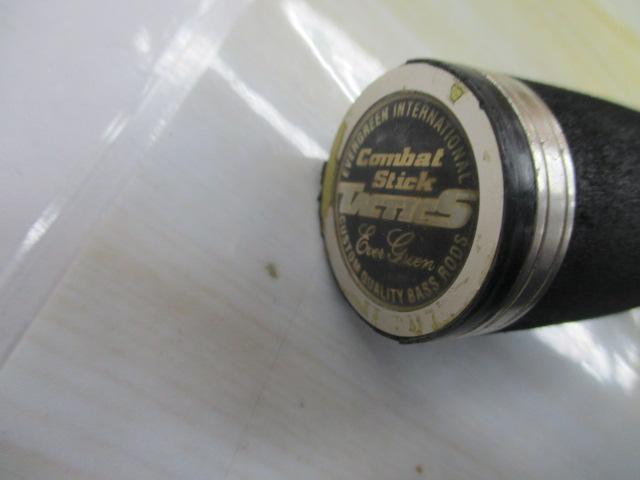 EVERGREEN INTERNATIONAL
Combat
Stick
TACTICS
Ever Green
CUSTOM QUALITY BASS RODS